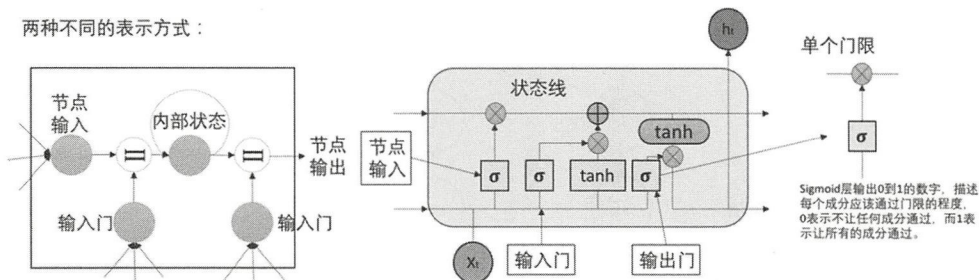 两种不同的表示方式：
节点
输入
内部状态
节点
输出
输入门
输入门
hₜ
状态线
tanh
节点
输入
σ
σ
tanh
σ
Xₜ
输入门
输出门
单个门限
σ
Sigmoid层输出0到1的数字，描述
每个成分应该通过门限的程度，
0表示不让任何成分通过，而1表
示让所有的成分通过。